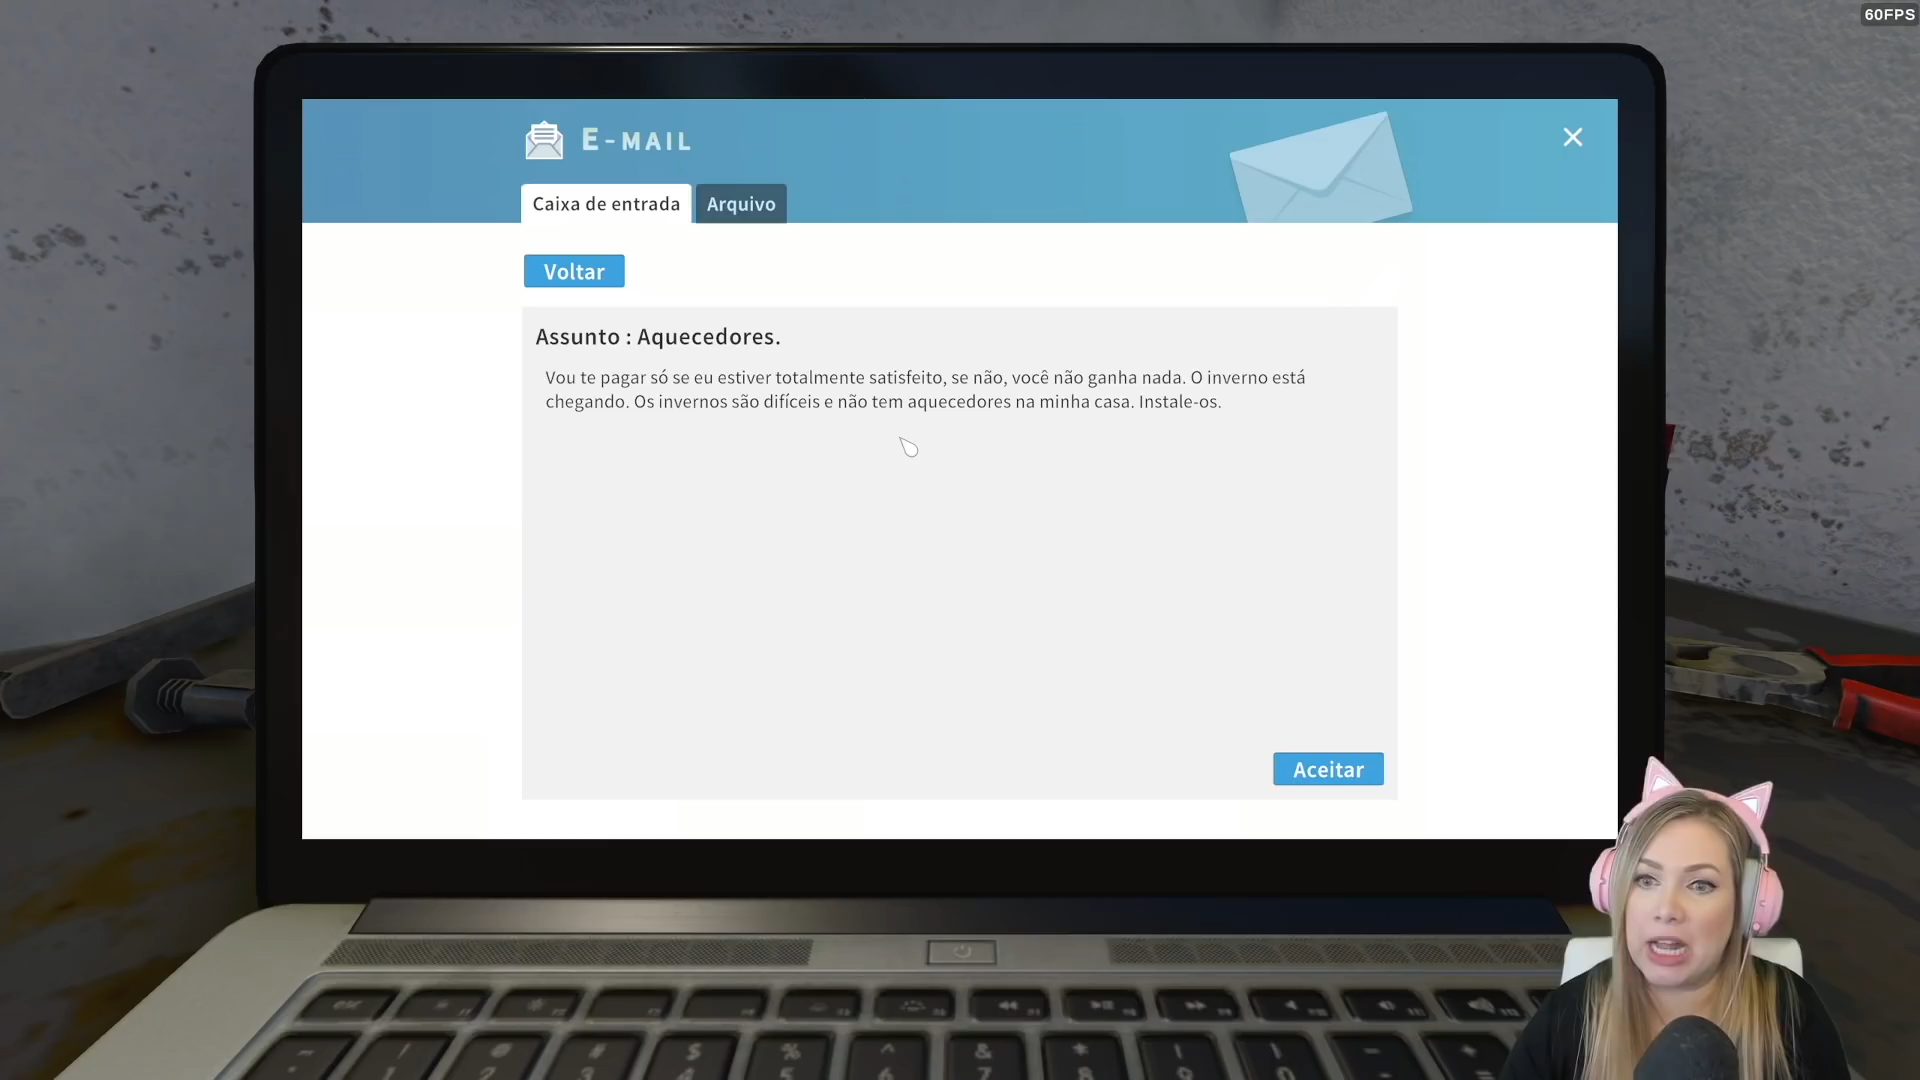 60FPS
E-MAIL
Caixa de entrada
Arquivo
Voltar
Assunto : Aquecedores.
Vou te pagar só se eu estiver totalmente satisfeito, se não, você não ganha nada. O inverno está
chegando. Os invernos são difíceis e não tem aquecedores na minha casa. Instale-os.
Aceitar